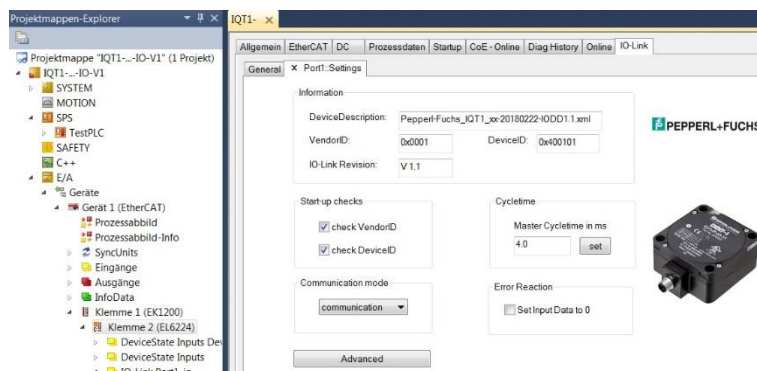 Projektmappen-Explorer
Projektmappe "IQT1-...-IO-V1" (1 Projekt)
IQT1-...-IO-V1
SYSTEM
MOTION
SPS
TestPLC
SAFETY
C++
E/A
Geräte
Gerät 1 (EtherCAT)
Prozessabbild
Prozessabbild-Info
SyncUnits
Eingänge
Ausgänge
InfoData
Klemme 1 (EK1200)
Klemme 2 (EL6224)
DeviceState Inputs Dev
DeviceState Inputs
IQT1-
Allgemein EtherCAT DC Prozessdaten Startup CoE - Online Diag History Online IO-Link
General X Port1::Settings
Information
DeviceDescription: Pepperl-Fuchs_IQT1_xx-20180222-IODD1.1.xml
VendorID: 0x0001 DeviceID: 0x400101
IO-Link Revision: V 1.1
PEPPERL+FUCHS
Start-up checks
check VendorID
check DeviceID
Cycletime
Master Cycletime in ms
4.0 set
Communication mode
communication
Error Reaction
Set Input Data to 0
Advanced